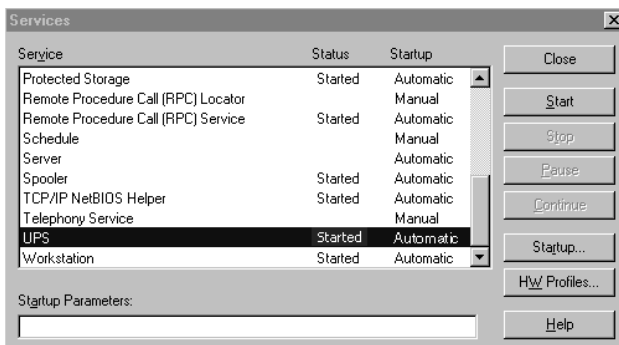 Services
Service Status Startup
Protected Storage Started Automatic
Remote Procedure Call (RPC) Locator Manual
Remote Procedure Call (RPC) Service Started Automatic
Schedule Manual
Server Automatic
Spooler Started Automatic
TCP/IP NetBIOS Helper Started Automatic
Telephony Service Manual
UPS Started Automatic
Workstation Started Automatic
Startup Parameters:
Close
Start
Stop
Pause
Continue
Startup...
HW Profiles...
Help